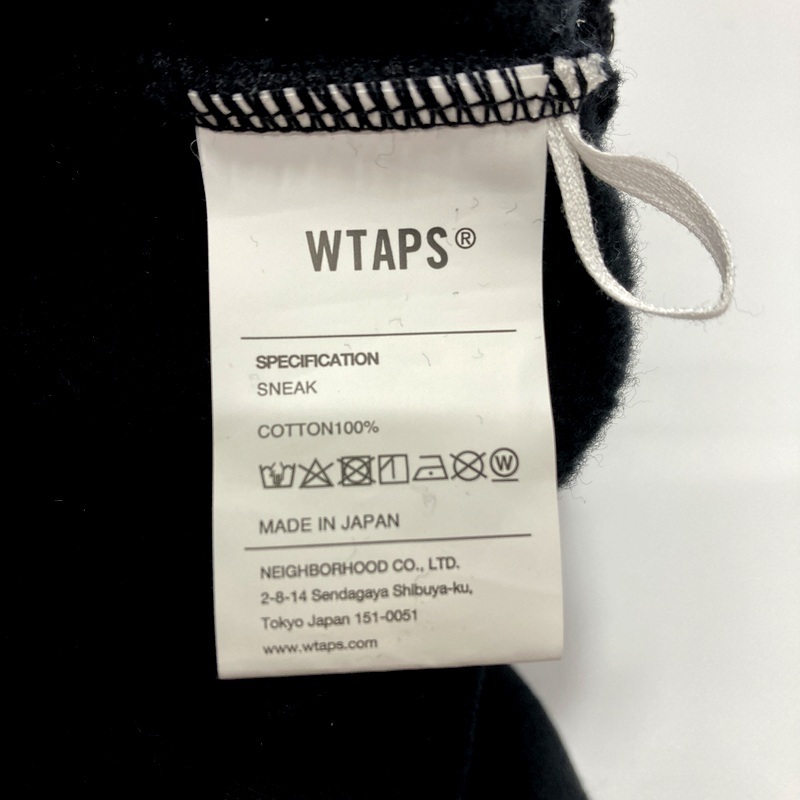 WTAPS®
SPECIFICATION
SNEAK
COTTON100%
W
MADE IN JAPAN
NEIGHBORHOOD CO., LTD.
2-8-14 Sendagaya Shibuya-ku,
Tokyo Japan 151-0051
www.wtaps.com